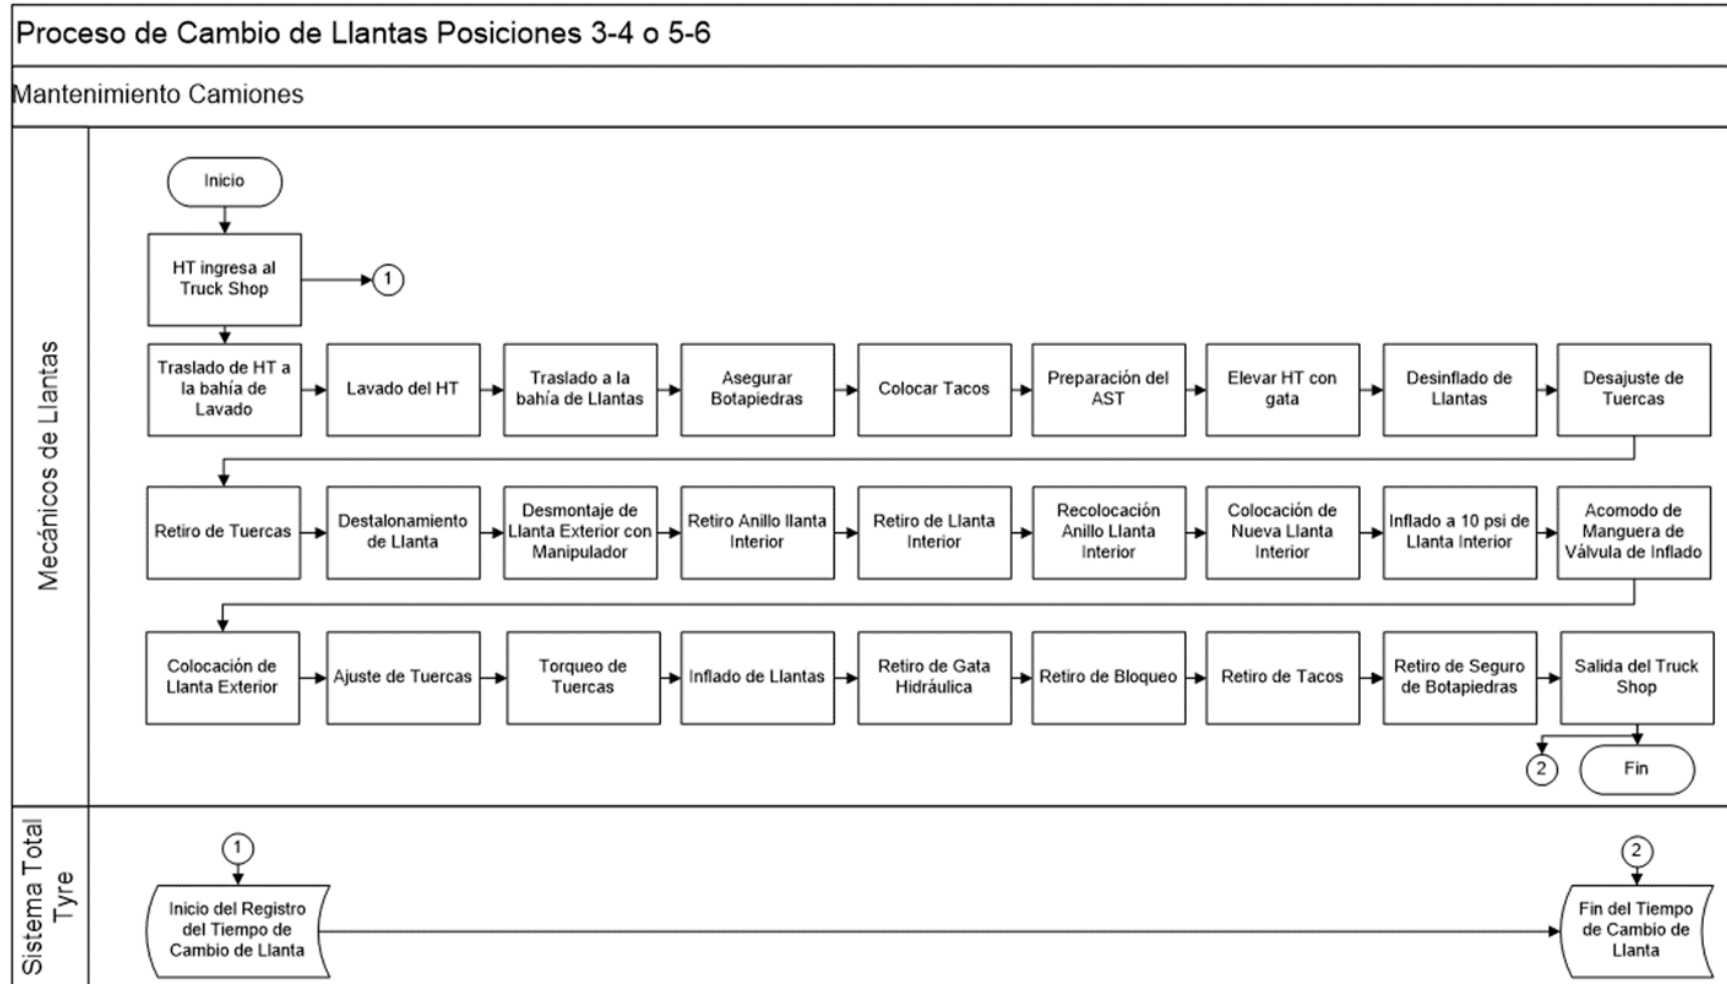 Proceso de Cambio de Llantas Posiciones 3-4 o 5-6
Mantenimiento Camiones
Mecánicos de Llantas
Inicio
HT ingresa al
Truck Shop
1
Traslado de HT a
la bahía de
Lavado
Lavado del HT
Traslado a la
bahía de Llantas
Asegurar
Botapiedras
Colocar Tacos
Preparación del
AST
Elevar HT con
gata
Desinflado de
Llantas
Desajuste de
Tuercas
Retiro de Tuercas
Destalonamiento
de Llanta
Desmontaje de
Llanta Exterior con
Manipulador
Retiro Anillo llanta
Interior
Retiro de Llanta
Interior
Recolocación
Anillo Llanta
Interior
Colocación de
Nueva Llanta
Interior
Inflado a 10 psi de
Llanta Interior
Acomodo de
Manguera de
Válvula de Inflado
Colocación de
Llanta Exterior
Ajuste de Tuercas
Torqueo de
Tuercas
Inflado de Llantas
Retiro de Gata
Hidráulica
Retiro de Bloqueo
Retiro de Tacos
Retiro de Seguro
de Botapiedras
Salida del Truck
Shop
2
Fin
Sistema Total
Tyre
1
Inicio del Registro
del Tiempo de
Cambio de Llanta
2
Fin del Tiempo
de Cambio de
Llanta